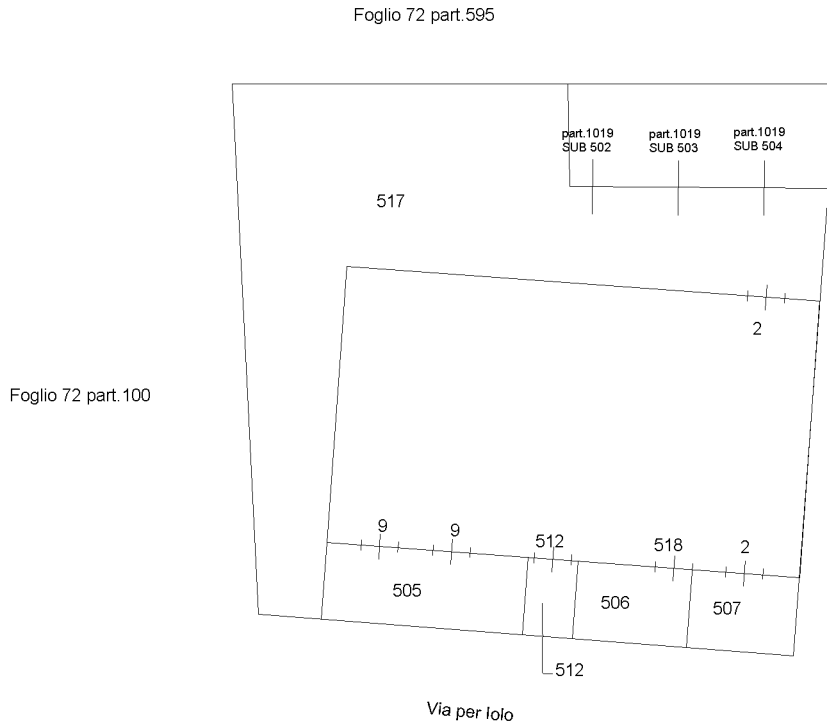 Foglio 72 part.595
part.1019
SUB 502
part.1019
SUB 503
part.1019
SUB 504
517
2
Foglio 72 part.100
9
9
512
518
2
505
506
507
512
Via per Iolo